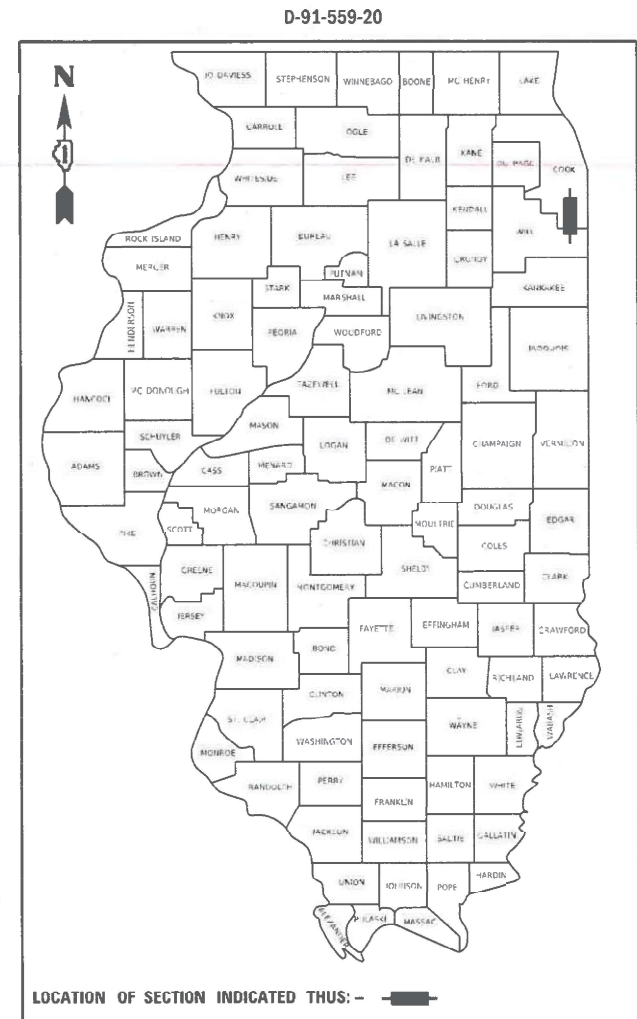 D-91-559-20
N
JO DAVIESS STEPHENSON WINNEBAGO BOONE MC HENRY LAKE
CARROLL OGLE
DE KALB KANE DU PAGE COOK
WHITESIDE LEE
KENDALL
ROCK ISLAND HENRY BUREAU LA SALLE WILL
MERCER PUTNAM GRUNDY
STARK MARSHALL KANKAKEE
HENDERSON WARREN KNOX PEORIA WOODFORD LIVINGSTON
IROQUOIS
HANCOCK MC DONOUGH FULTON TAZEWELL MC LEAN FORD
MASON
SCHUYLER LOGAN DE WITT CHAMPAIGN VERMILION
ADAMS BROWN CASS MENARD PIATT
MACON
MORGAN SANGAMON DOUGLAS
PIKE SCOTT MOULTRIE EDGAR
CHRISTIAN COLES
GREENE SHELBY
CALHOUN MACOUPIN MONTGOMERY CUMBERLAND CLARK
JERSEY
FAYETTE EFFINGHAM JASPER CRAWFORD
MADISON BOND
CLAY RICHLAND LAWRENCE
CLINTON MARION
ST. CLAIR
WAYNE EDWARDS WABASH
MONROE WASHINGTON JEFFERSON
RANDOLPH PERRY HAMILTON WHITE
FRANKLIN
JACKSON WILLIAMSON SALINE GALLATIN
UNION JOHNSON POPE HARDIN
ALEXANDER PULASKI MASSAC
LOCATION OF SECTION INDICATED THUS: -